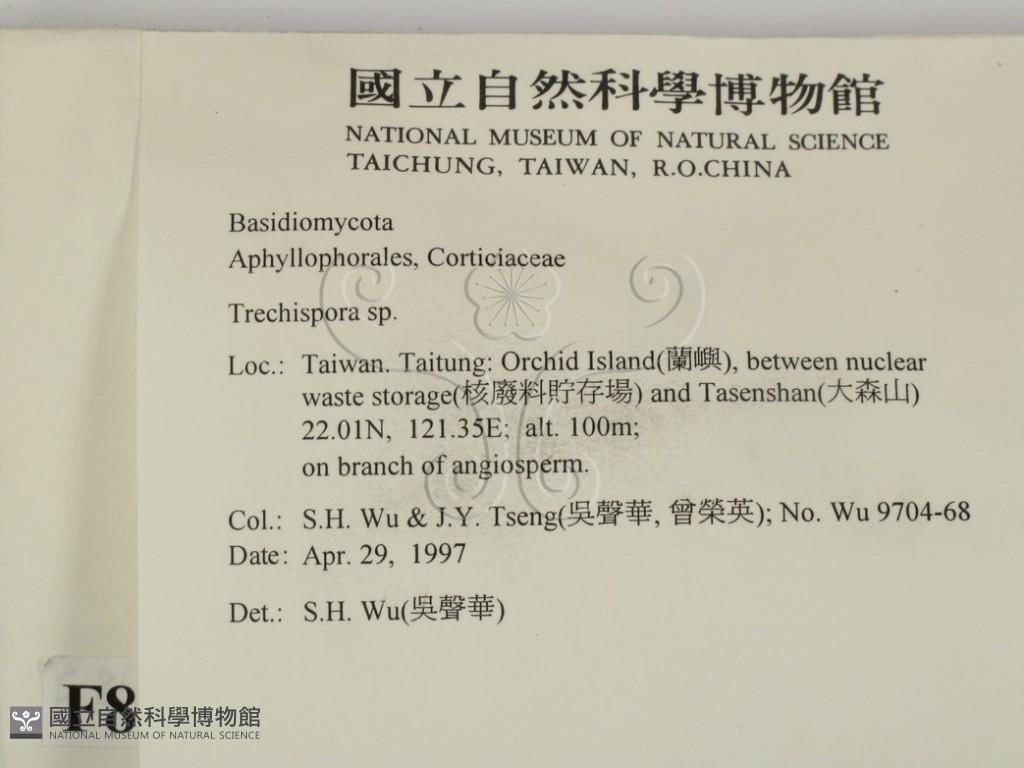 國立自然科學博物館
NATIONAL MUSEUM OF NATURAL SCIENCE
TAICHUNG, TAIWAN, R.O.CHINA
Basidiomycota
Aphyllophorales, Corticiaceae
Trechispora sp.
Loc.: Taiwan. Taitung: Orchid Island(蘭嶼), between nuclear
waste storage(核廢料貯存場) and Tasenshan(大森山)
22.01N, 121.35E; alt. 100m;
on branch of angiosperm.
Col.: S.H. Wu & J.Y. Tseng(吳聲華, 曾榮英); No. Wu 9704-68
Date: Apr. 29, 1997
Det.: S.H. Wu(吳聲華)
F8
國立自然科學博物館
NATIONAL MUSEUM OF NATURAL SCIENCE